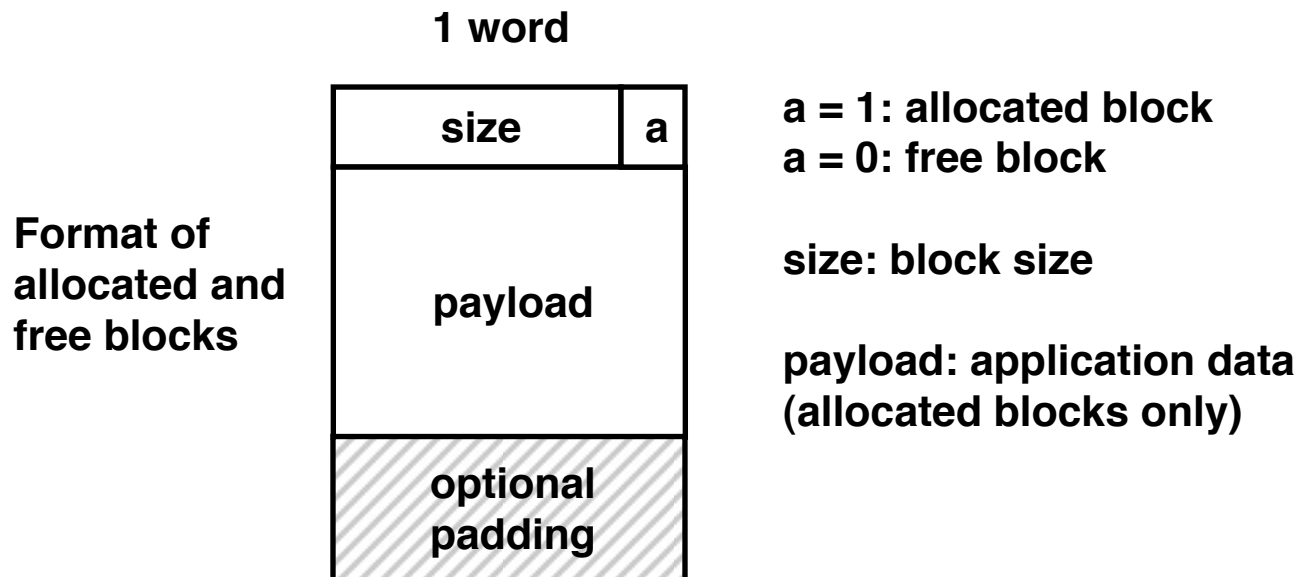 1 word
size
a
a = 1: allocated block
a = 0: free block
Format of
allocated and
free blocks
payload
size: block size
payload: application data
(allocated blocks only)
optional
padding